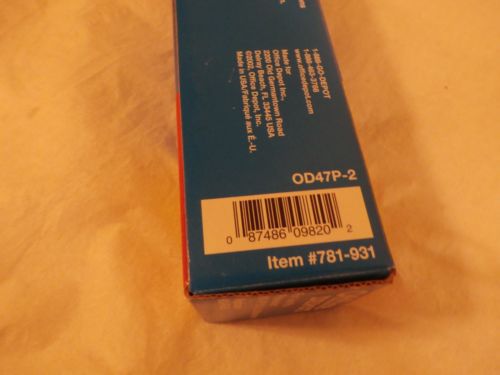 1-888-GO-DEPOT
1-888-463-3768
www.officedepot.com
Made for
Office Depot Inc.,
2200 Old Germantown Road
Delray Beach, FL 33445 USA
©2002, Office Depot, Inc.
Made in USA/Fabriqué aux É.-U.
OD47P-2
0 87486 09820 2
Item #781-931